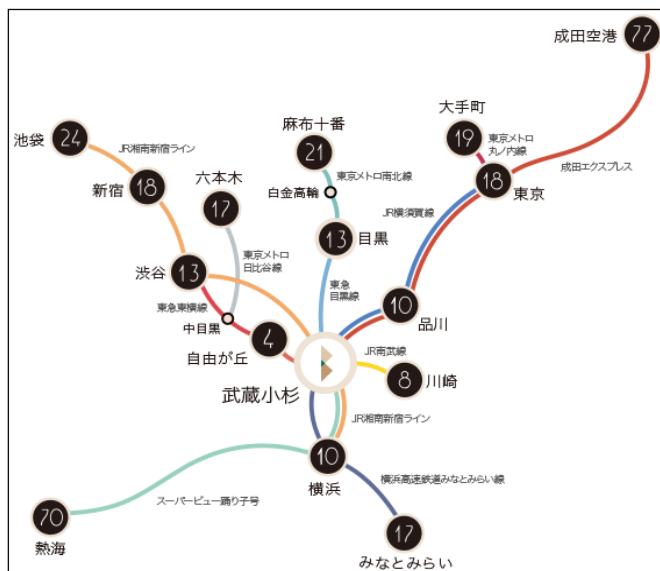 77
成田空港
大手町
19
東京メトロ
丸ノ内線
成田エクスプレス
18
東京
麻布十番
21
東京メトロ南北線
白金高輪
13
目黒
東急
目黒線
JR横須賀線
10
品川
池袋
24
JR湘南新宿ライン
新宿
18
六本木
17
東京メトロ
日比谷線
渋谷
13
東急東横線
中目黒
4
自由が丘
武蔵小杉
JR南武線
8
川崎
JR湘南新宿ライン
10
横浜
横浜高速鉄道みなとみらい線
スーパービュー踊り子号
70
熱海
17
みなとみらい